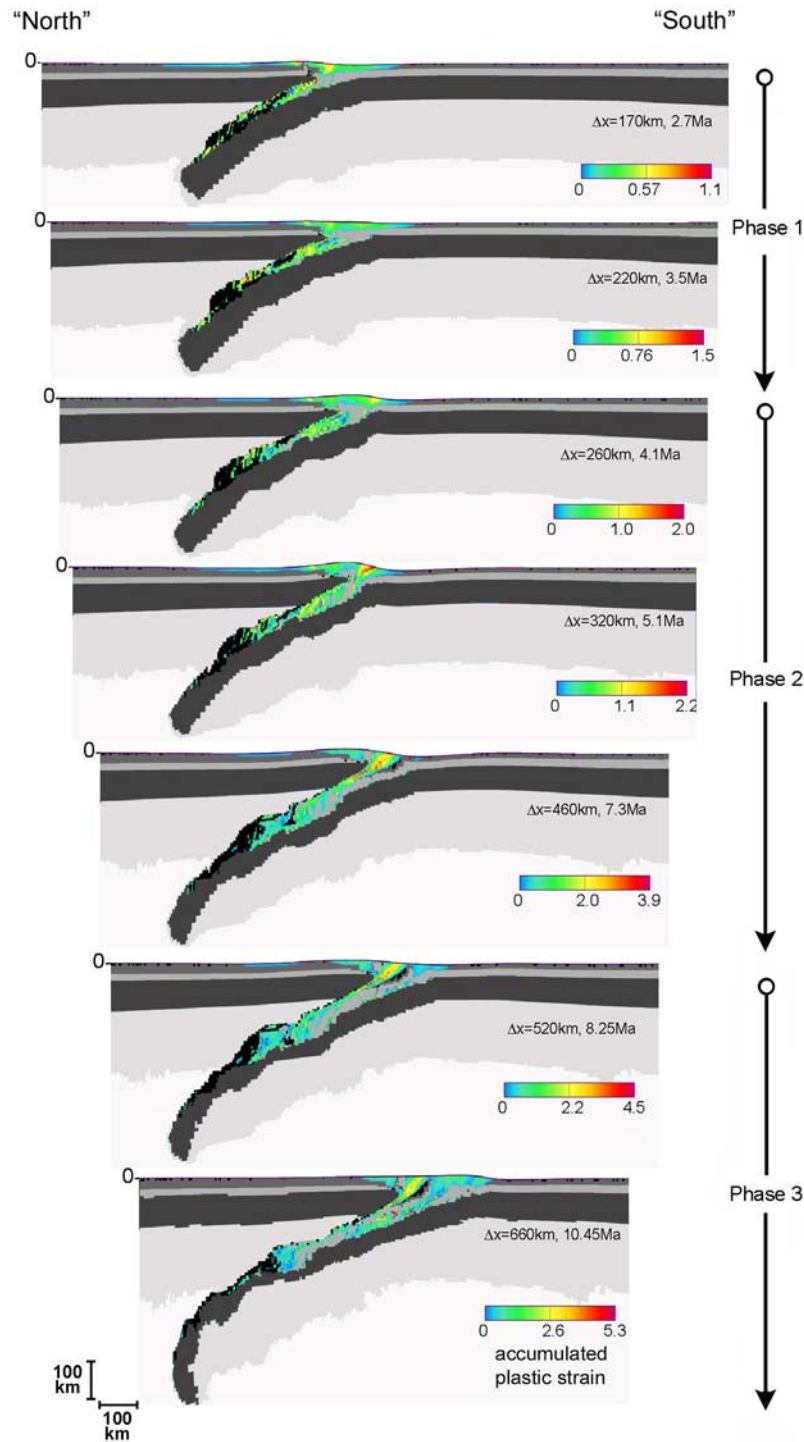 “North”
“South”
0
Δx=170km, 2.7Ma
0 0.57 1.1
Phase 1
0
Δx=220km, 3.5Ma
0 0.76 1.5
0
Δx=260km, 4.1Ma
0 1.0 2.0
0
Δx=320km, 5.1Ma
0 1.1 2.2
Phase 2
0
Δx=460km, 7.3Ma
0 2.0 3.9
0
Δx=520km, 8.25Ma
0 2.2 4.5
0
Phase 3
Δx=660km, 10.45Ma
0 2.6 5.3
accumulated
plastic strain
100
km
100
km